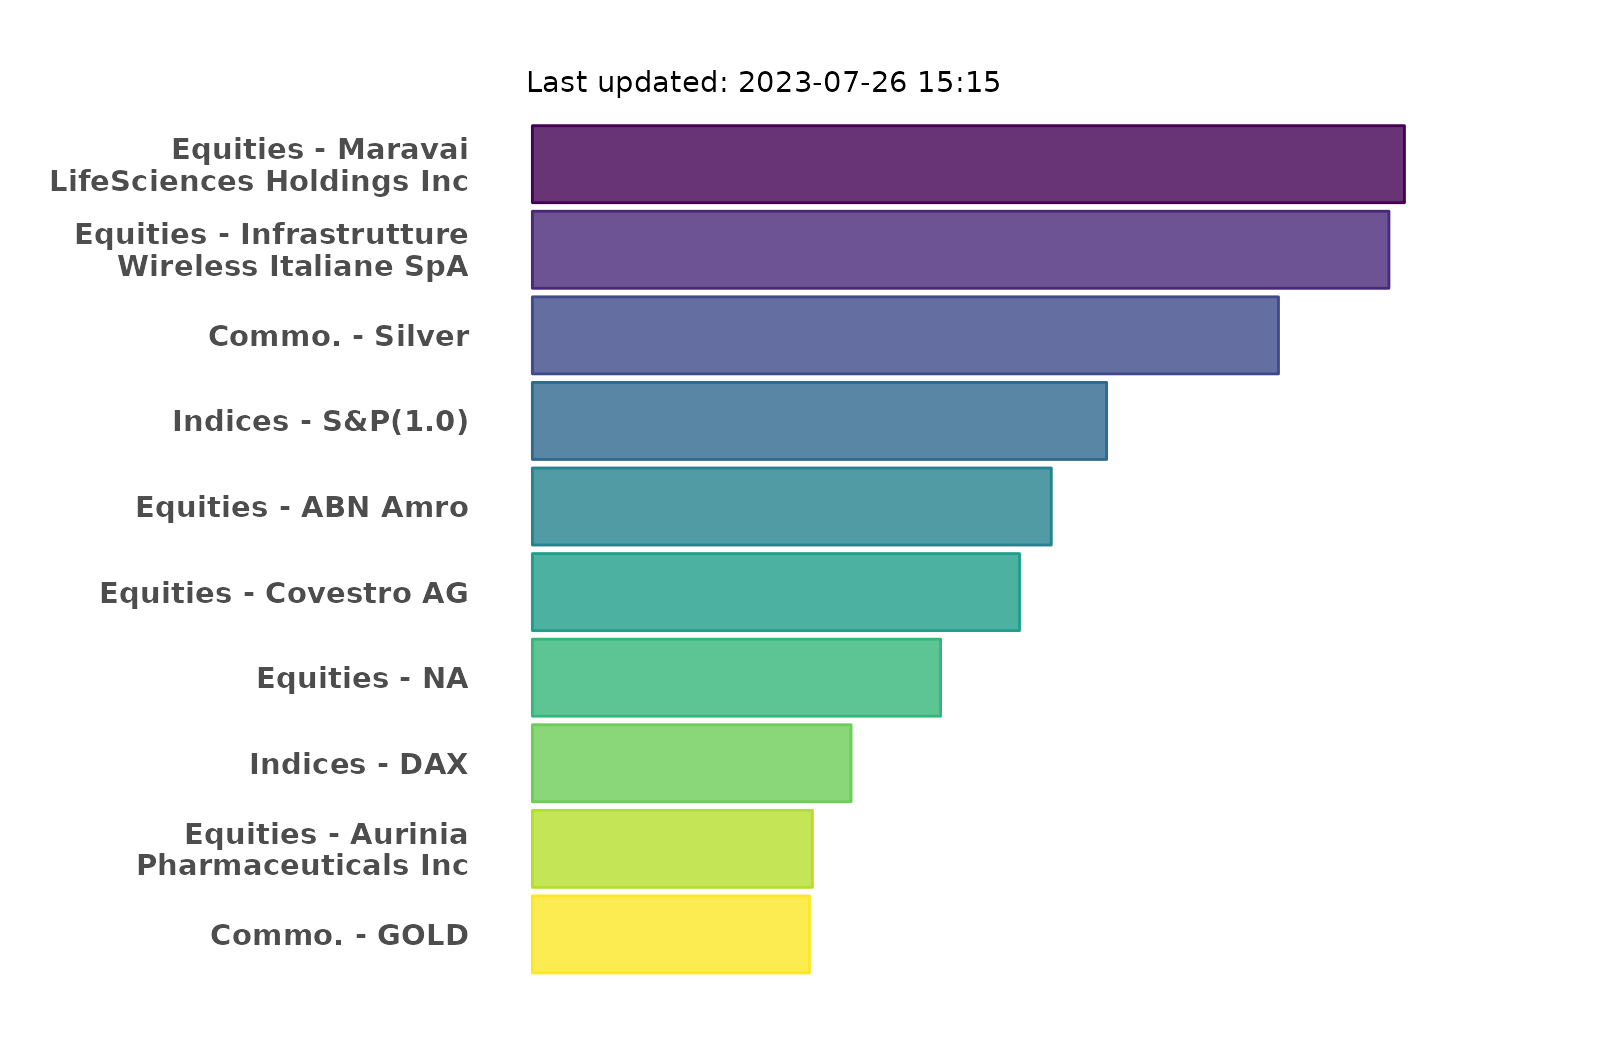 Last updated: 2023-07-26 15:15
Equities - Maravai
LifeSciences Holdings Inc
Equities - Infrastrutture
Wireless Italiane SpA
Commo. - Silver
Indices - S&P(1.0)
Equities - ABN Amro
Equities - Covestro AG
Equities - NA
Indices - DAX
Equities - Aurinia
Pharmaceuticals Inc
Commo. - GOLD